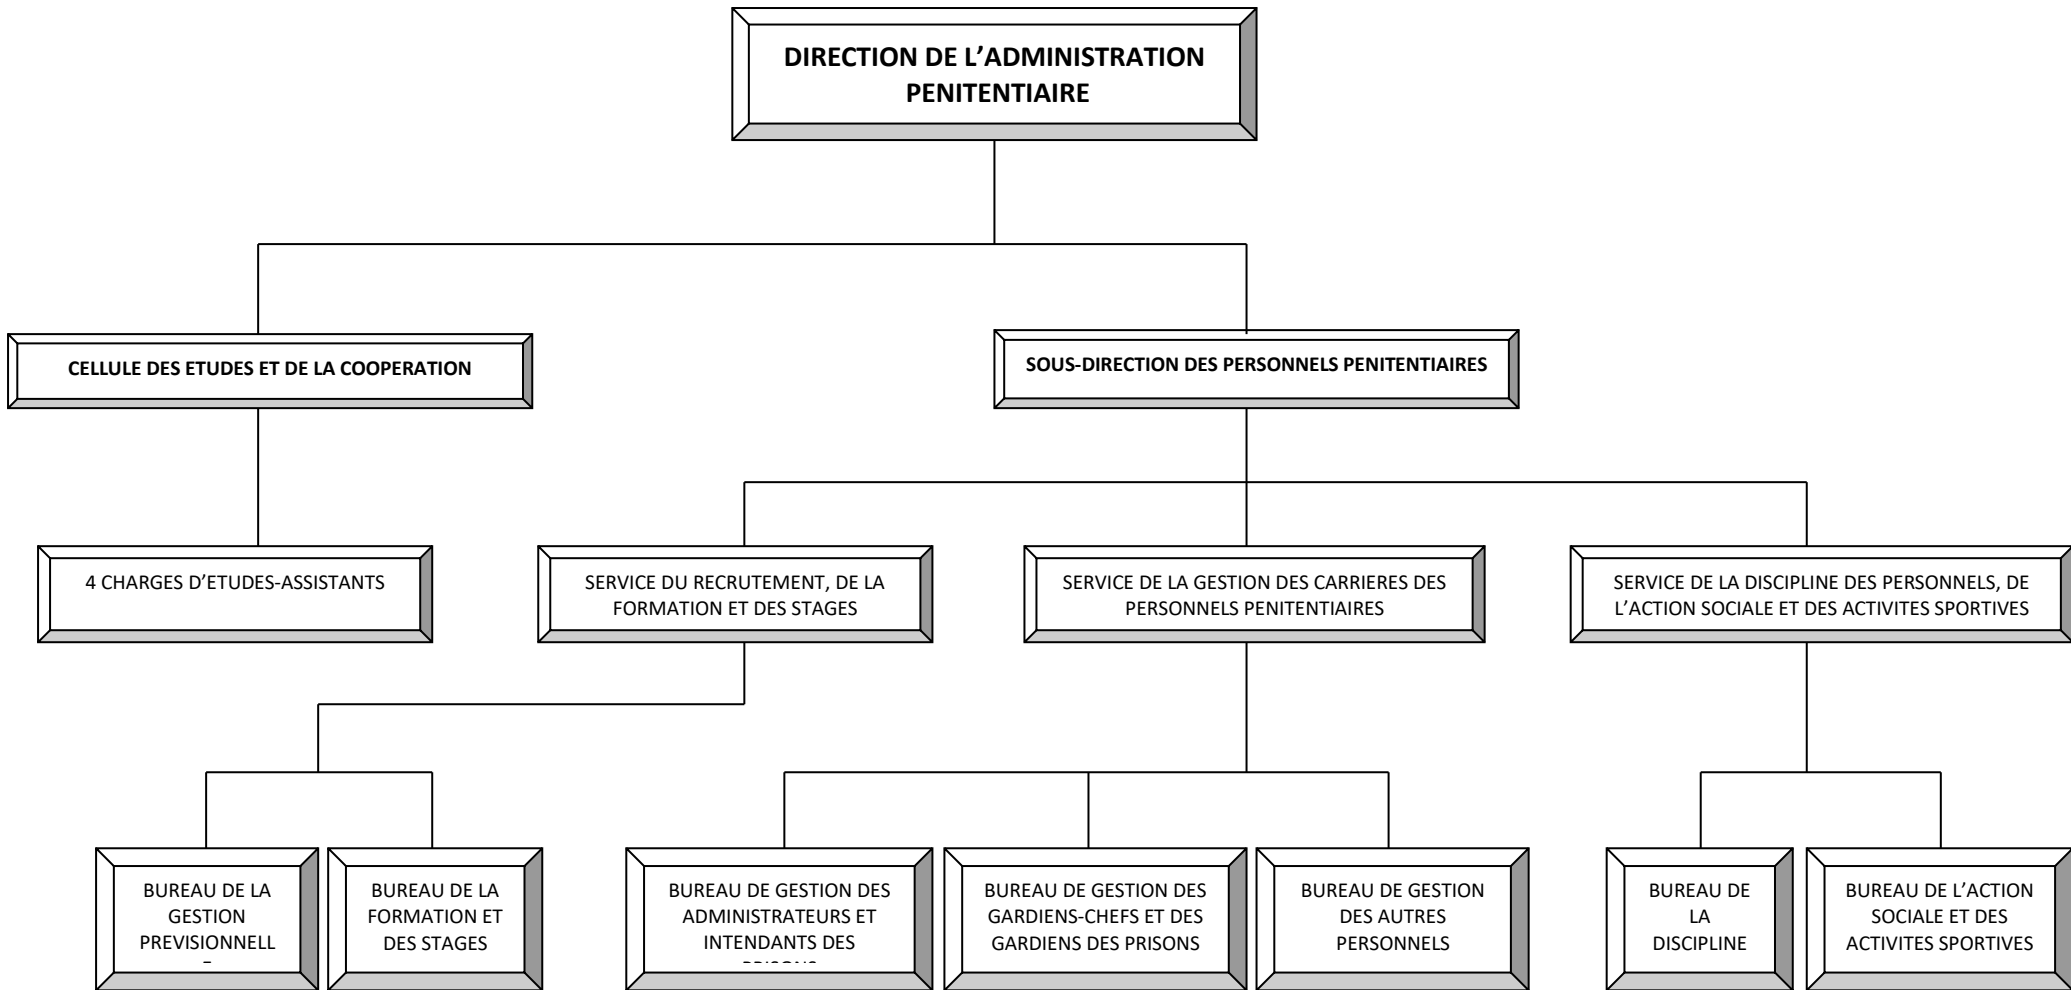 DIRECTION DE L’ADMINISTRATION
PENITENTIAIRE
CELLULE DES ETUDES ET DE LA COOPERATION
SOUS-DIRECTION DES PERSONNELS PENITENTIAIRES
4 CHARGES D’ETUDES-ASSISTANTS
SERVICE DU RECRUTEMENT, DE LA
FORMATION ET DES STAGES
SERVICE DE LA GESTION DES CARRIERES DES
PERSONNELS PENITENTIAIRES
SERVICE DE LA DISCIPLINE DES PERSONNELS, DE
L’ACTION SOCIALE ET DES ACTIVITES SPORTIVES
BUREAU DE LA
GESTION
PREVISIONNELL
BUREAU DE LA
FORMATION ET
DES STAGES
BUREAU DE GESTION DES
ADMINISTRATEURS ET
INTENDANTS DES
BUREAU DE GESTION DES
GARDIENS-CHEFS ET DES
GARDIENS DES PRISONS
BUREAU DE GESTION
DES AUTRES
PERSONNELS
BUREAU DE
LA
DISCIPLINE
BUREAU DE L’ACTION
SOCIALE ET DES
ACTIVITES SPORTIVES